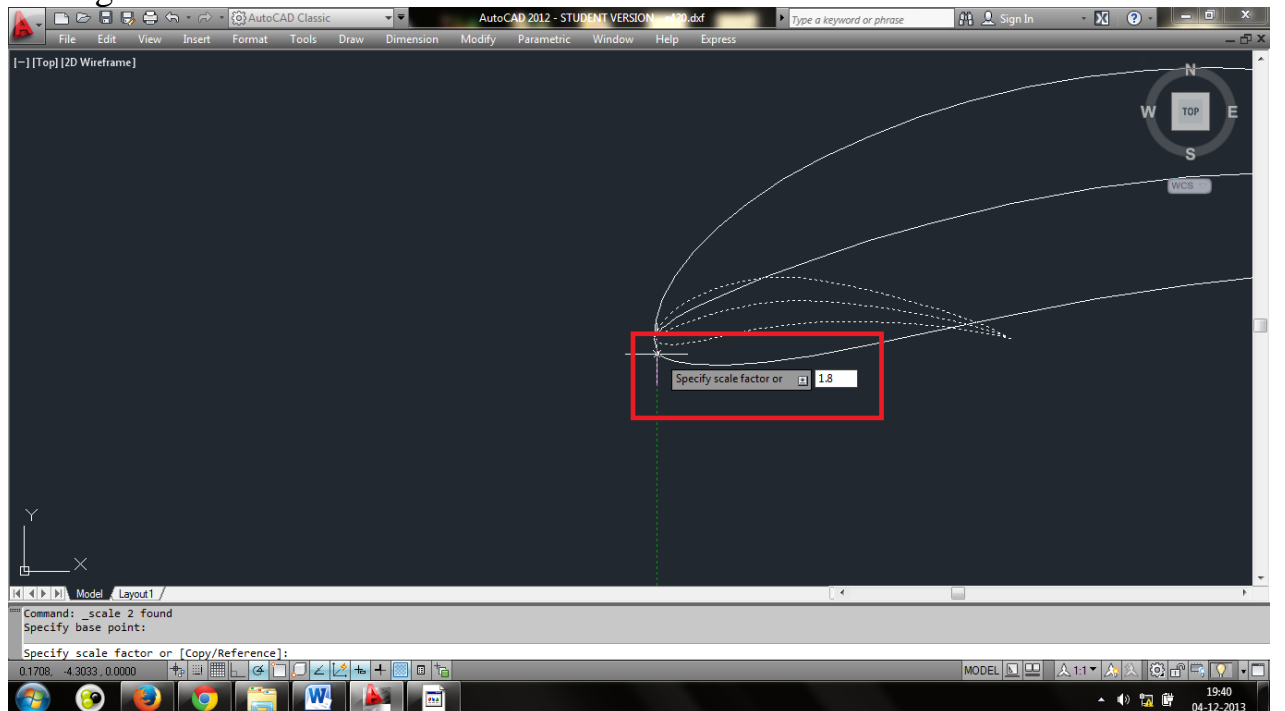 AutoCAD Classic
AutoCAD 2012 - STUDENT VERSION
Type a keyword or phrase
Sign In
File Edit View Insert Format Tools Draw Dimension Modify Parametric Window Help Express
[−] [Top] [2D Wireframe]
N
W TOP E
S
WCS
Specify scale factor or 1.8
Y
X
Model Layout1
Command: _scale 2 found
Specify base point:
Specify scale factor or [Copy/Reference]:
0.1708, -4.3033, 0.0000
MODEL 1:1
19:40
04-12-2013